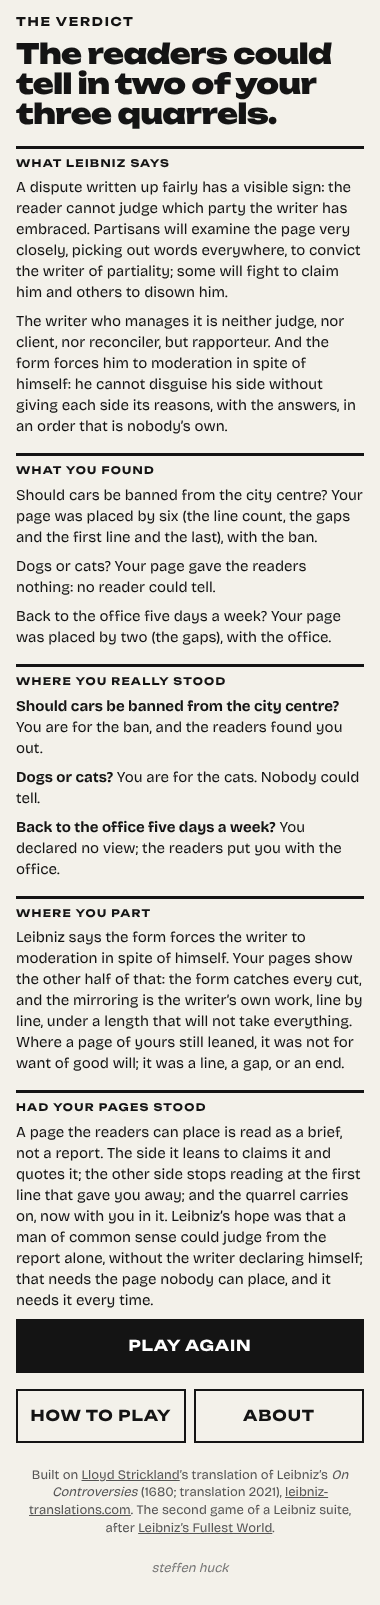 THE VERDICT
The readers could
tell in two of your
three quarrels.
WHAT LEIBNIZ SAYS
A dispute written up fairly has a visible sign: the
reader cannot judge which party the writer has
embraced. Partisans will examine the page very
closely, picking out words everywhere, to convict
the writer of partiality; some will fight to claim
him and others to disown him.
The writer who manages it is neither judge, nor
client, nor reconciler, but rapporteur. And the
form forces him to moderation in spite of
himself: he cannot disguise his side without
giving each side its reasons, with the answers, in
an order that is nobody's own.
WHAT YOU FOUND
Should cars be banned from the city centre? Your
page was placed by six (the line count, the gaps
and the first line and the last), with the ban.
Dogs or cats? Your page gave the readers
nothing: no reader could tell.
Back to the office five days a week? Your page
was placed by two (the gaps), with the office.
WHERE YOU REALLY STOOD
Should cars be banned from the city centre?
You are for the ban, and the readers found you
out.
Dogs or cats? You are for the cats. Nobody could
tell.
Back to the office five days a week? You
declared no view; the readers put you with the
office.
WHERE YOU PART
Leibniz says the form forces the writer to
moderation in spite of himself. Your pages show
the other half of that: the form catches every cut,
and the mirroring is the writer's own work, line by
line, under a length that will not take everything.
Where a page of yours still leaned, it was not for
want of good will; it was a line, a gap, or an end.
HAD YOUR PAGES STOOD
A page the readers can place is read as a brief,
not a report. The side it leans to claims it and
quotes it; the other side stops reading at the first
line that gave you away; and the quarrel carries
on, now with you in it. Leibniz's hope was that a
man of common sense could judge from the
report alone, without the writer declaring himself;
that needs the page nobody can place, and it
needs it every time.
PLAY AGAIN
HOW TO PLAY
ABOUT
Built on Lloyd Strickland's translation of Leibniz's On
Controversies (1680; translation 2021), leibniz-
translations.com. The second game of a Leibniz suite,
after Leibniz's Fullest World.
steffen huck